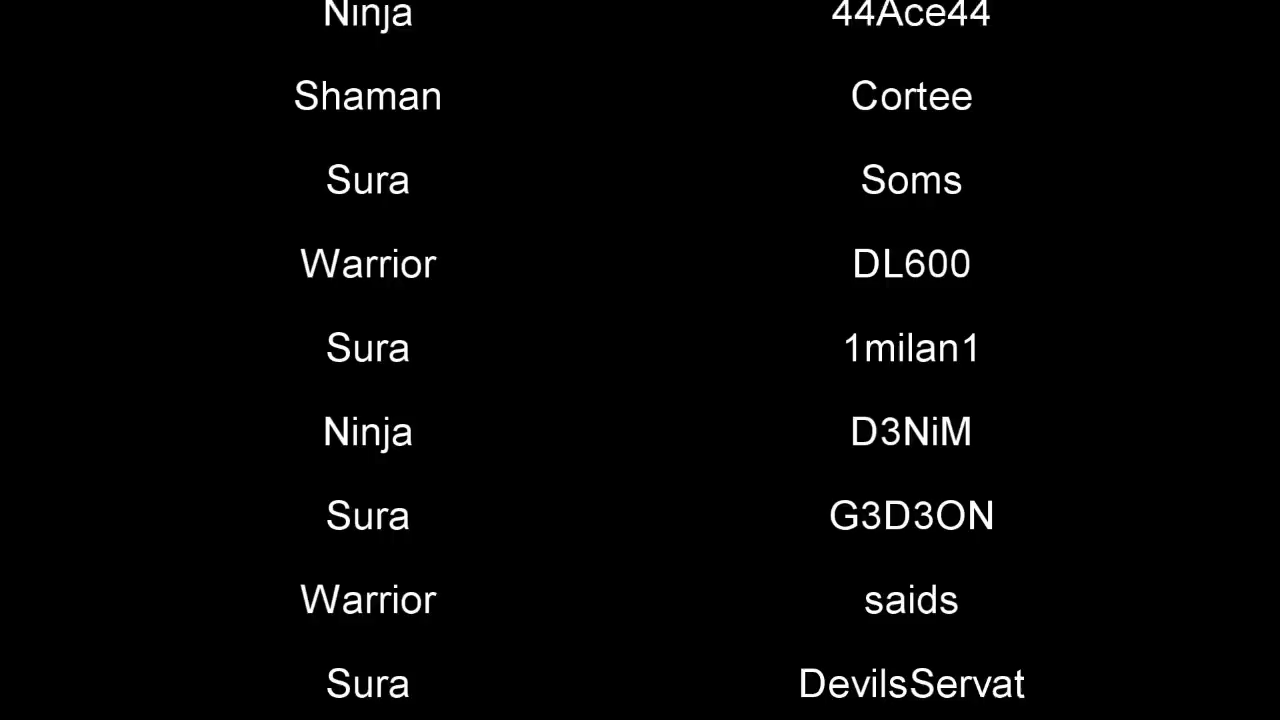 Ninja 44Ace44
Shaman Cortee
Sura Soms
Warrior DL600
Sura 1milan1
Ninja D3NiM
Sura G3D3ON
Warrior saids
Sura DevilsServat